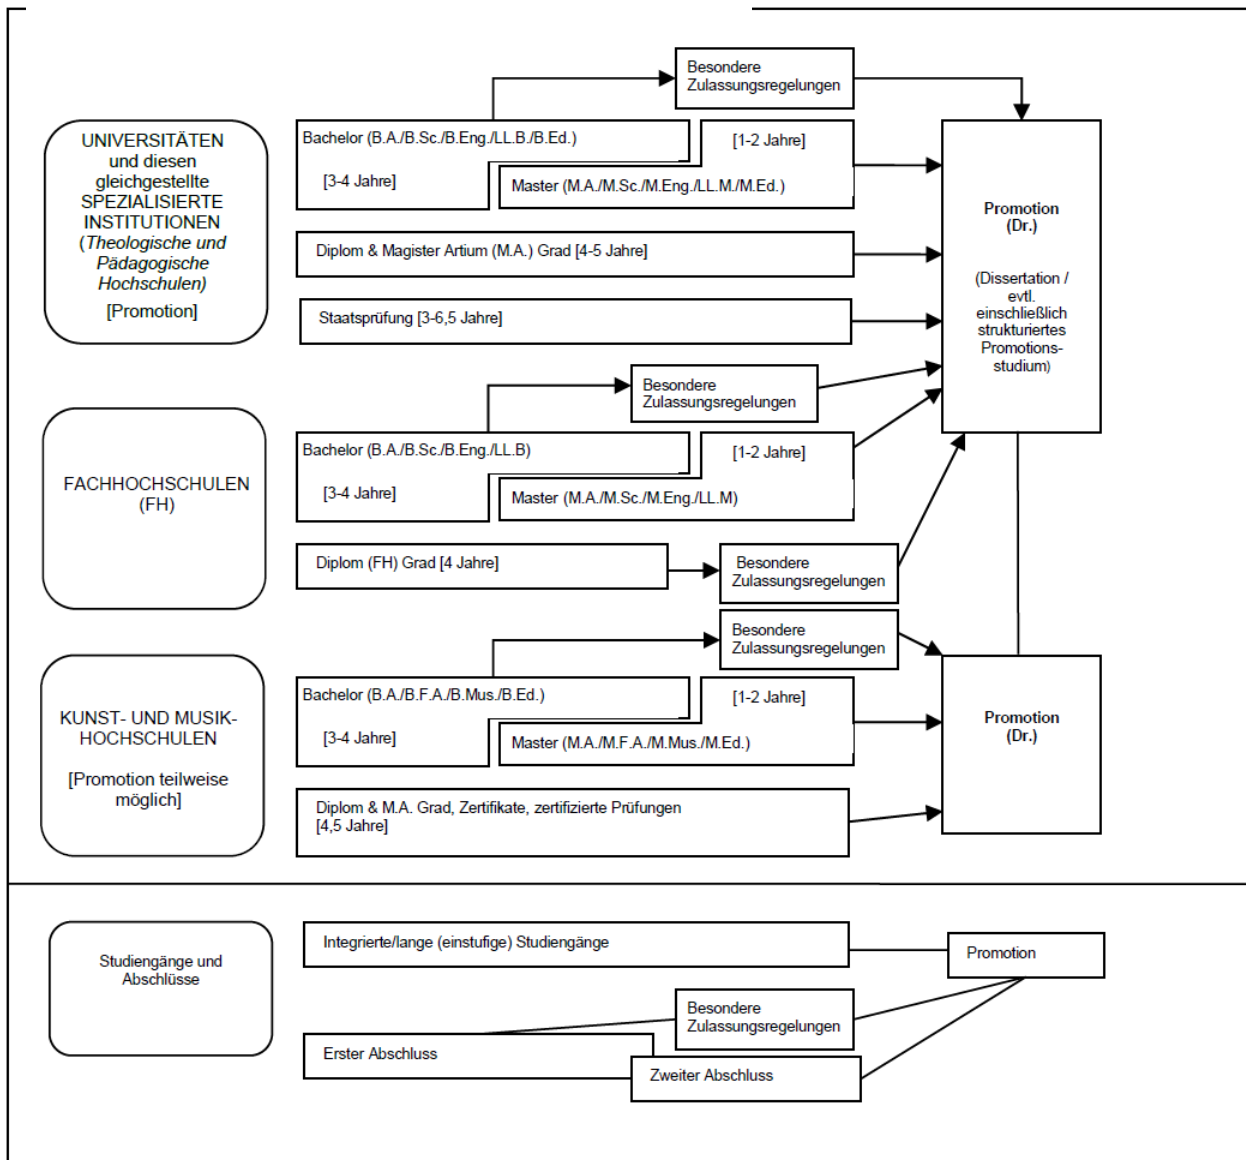 Besondere
Zulassungsregelungen
UNIVERSITÄTEN
und diesen
gleichgestellte
SPEZIALISIERTE
INSTITUTIONEN
(Theologische und
Pädagogische
Hochschulen)
[Promotion]
Bachelor (B.A./B.Sc./B.Eng./LL.B./B.Ed.)
[3-4 Jahre]
[1-2 Jahre]
Master (M.A./M.Sc./M.Eng./LL.M./M.Ed.)
Diplom & Magister Artium (M.A.) Grad [4-5 Jahre]
Staatsprüfung [3-6,5 Jahre]
Promotion
(Dr.)
(Dissertation /
evtl.
einschließlich
strukturiertes
Promotions-
studium)
Besondere
Zulassungsregelungen
FACHHOCHSCHULEN
(FH)
Bachelor (B.A./B.Sc./B.Eng./LL.B)
[3-4 Jahre]
[1-2 Jahre]
Master (M.A./M.Sc./M.Eng./LL.M)
Diplom (FH) Grad [4 Jahre]
Besondere
Zulassungsregelungen
Besondere
Zulassungsregelungen
KUNST- UND MUSIK-
HOCHSCHULEN
[Promotion teilweise
möglich]
Bachelor (B.A./B.F.A./B.Mus./B.Ed.)
[3-4 Jahre]
[1-2 Jahre]
Master (M.A./M.F.A./M.Mus./M.Ed.)
Diplom & M.A. Grad, Zertifikate, zertifizierte Prüfungen
[4,5 Jahre]
Promotion
(Dr.)
Studiengänge und
Abschlüsse
Integrierte/lange (einstufige) Studiengänge
Promotion
Besondere
Zulassungsregelungen
Erster Abschluss
Zweiter Abschluss